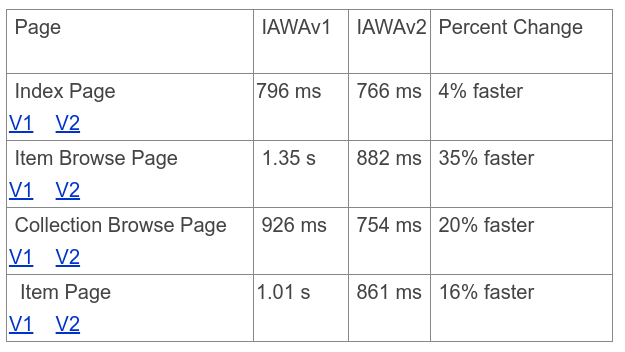 Page IAWAv1 IAWAv2 Percent Change
Index Page 796 ms 766 ms 4% faster
V1 V2
Item Browse Page 1.35 s 882 ms 35% faster
V1 V2
Collection Browse Page 926 ms 754 ms 20% faster
V1 V2
Item Page 1.01 s 861 ms 16% faster
V1 V2